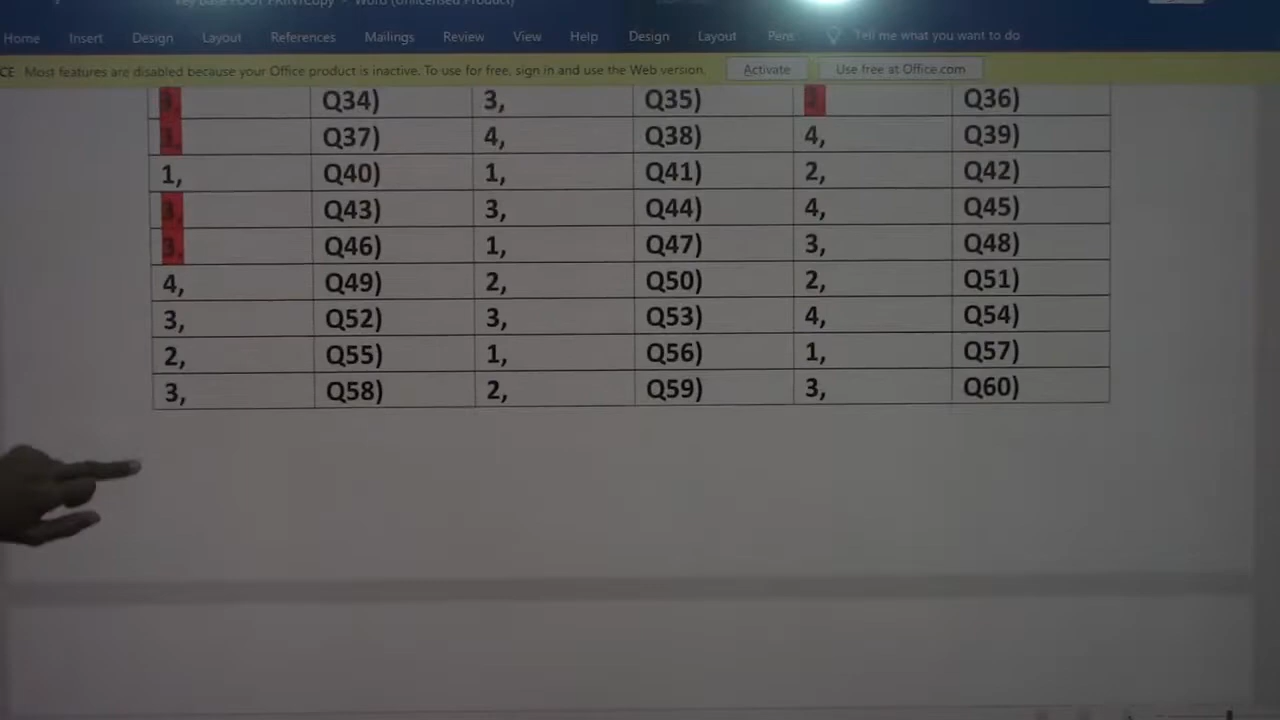 Home Insert Design Layout References Mailings Review View Help Design Layout Pens Tell me what you want to do
CE Most features are disabled because your Office product is inactive. To use for free, sign in and use the Web version. Activate Use free at Office.com
Q34) 3, Q35) Q36)
Q37) 4, Q38) 4, Q39)
1, Q40) 1, Q41) 2, Q42)
3, Q43) 3, Q44) 4, Q45)
3, Q46) 1, Q47) 3, Q48)
4, Q49) 2, Q50) 2, Q51)
3, Q52) 3, Q53) 4, Q54)
2, Q55) 1, Q56) 1, Q57)
3, Q58) 2, Q59) 3, Q60)